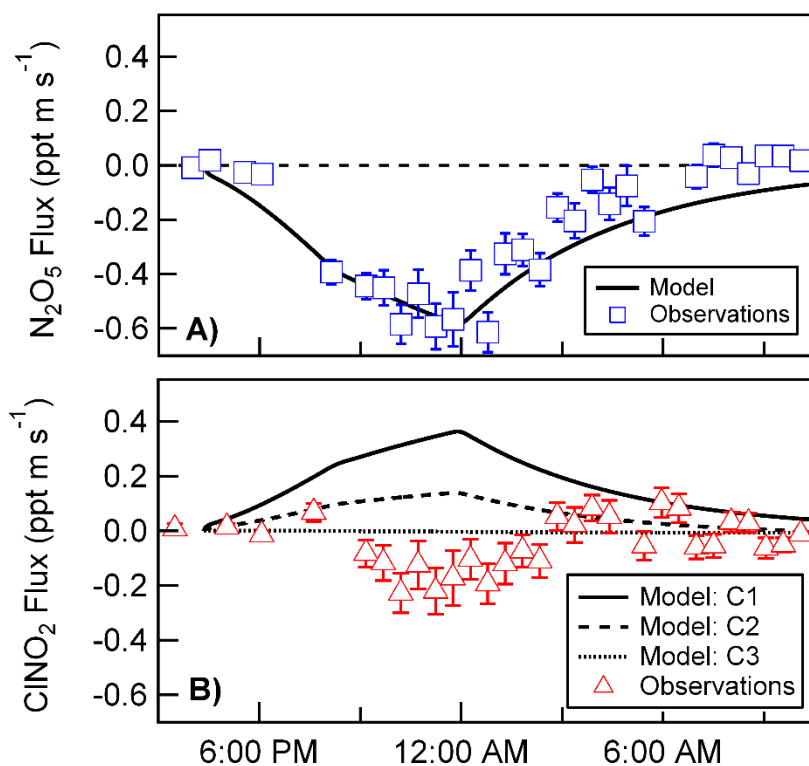 N₂O₅ Flux (ppt m s⁻¹)
0.4
0.2
0.0
-0.2
-0.4
-0.6
A)
Model
Observations
ClNO₂ Flux (ppt m s⁻¹)
0.4
0.2
0.0
-0.2
-0.4
-0.6
B)
Model: C1
Model: C2
Model: C3
Observations
6:00 PM 12:00 AM 6:00 AM